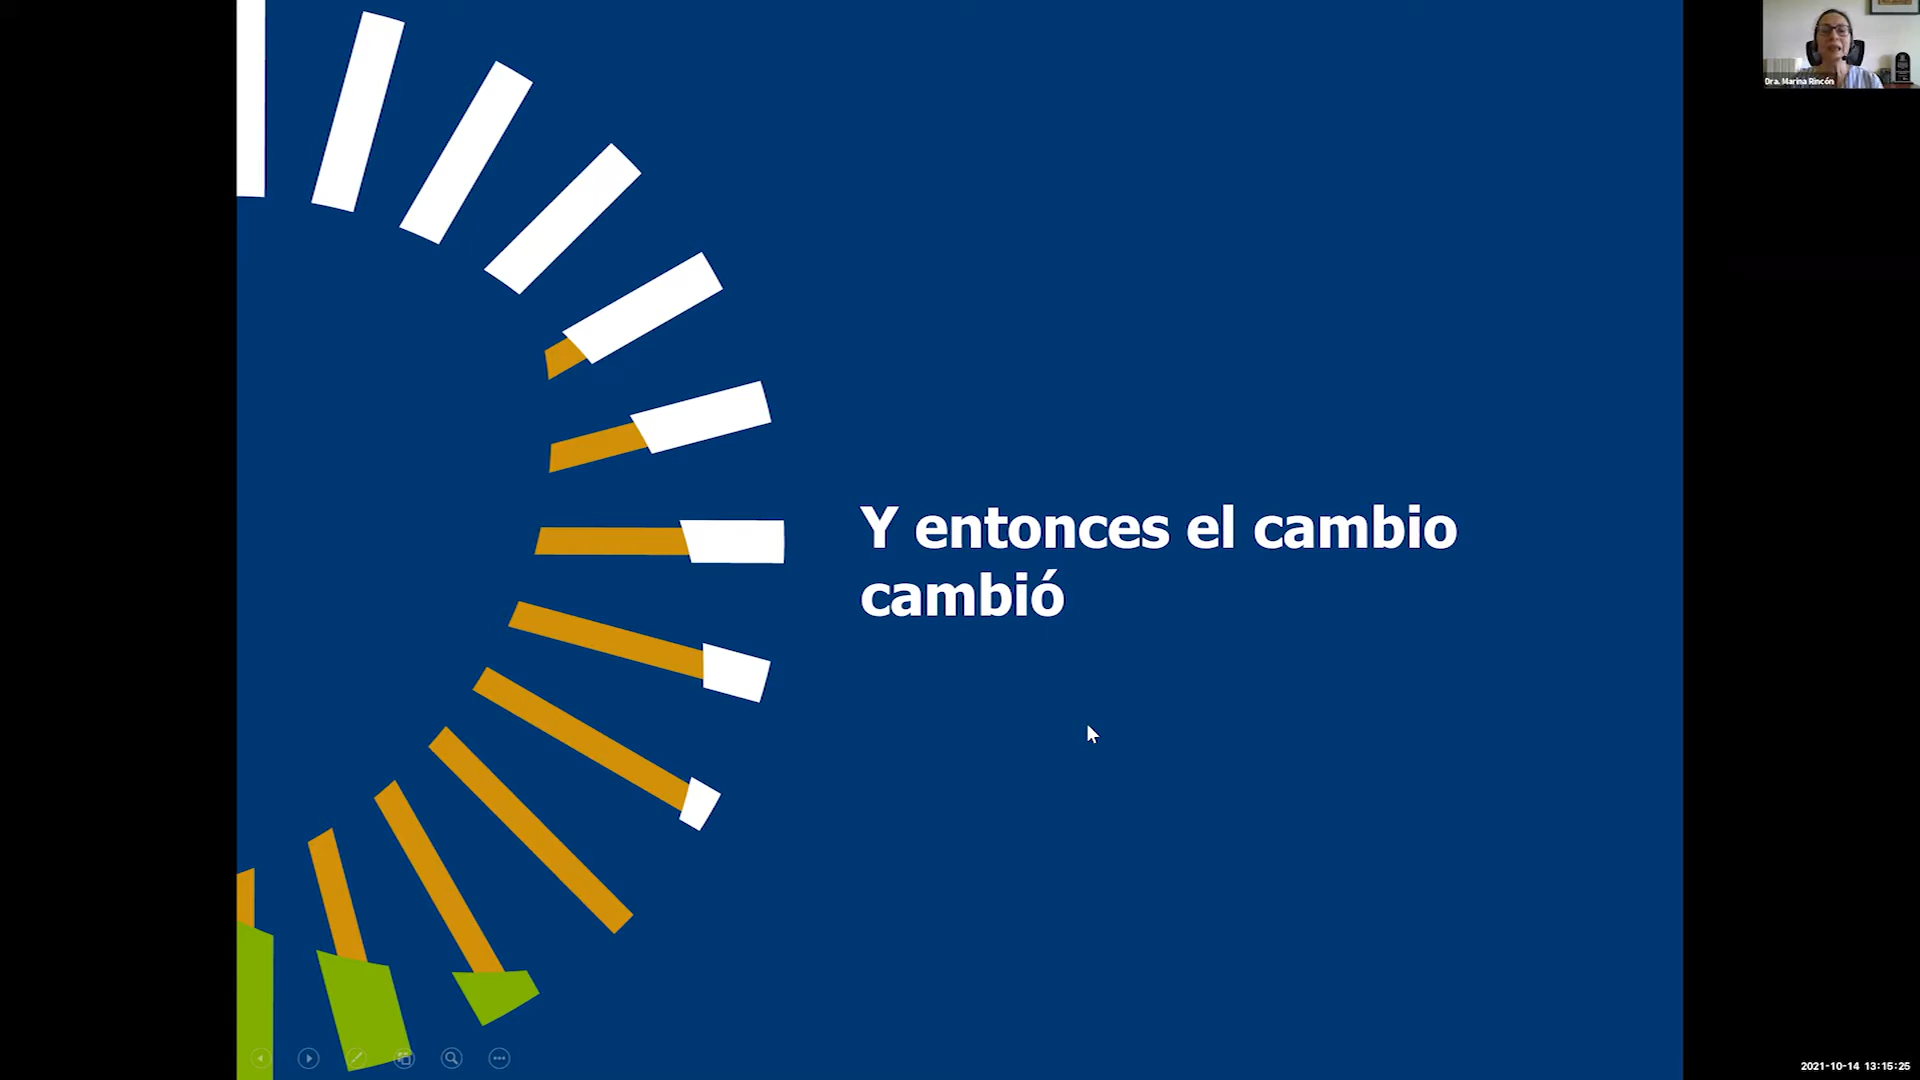 Dra. Marina Rincón
Y entonces el cambio
cambió
2021-10-14 13:15:25